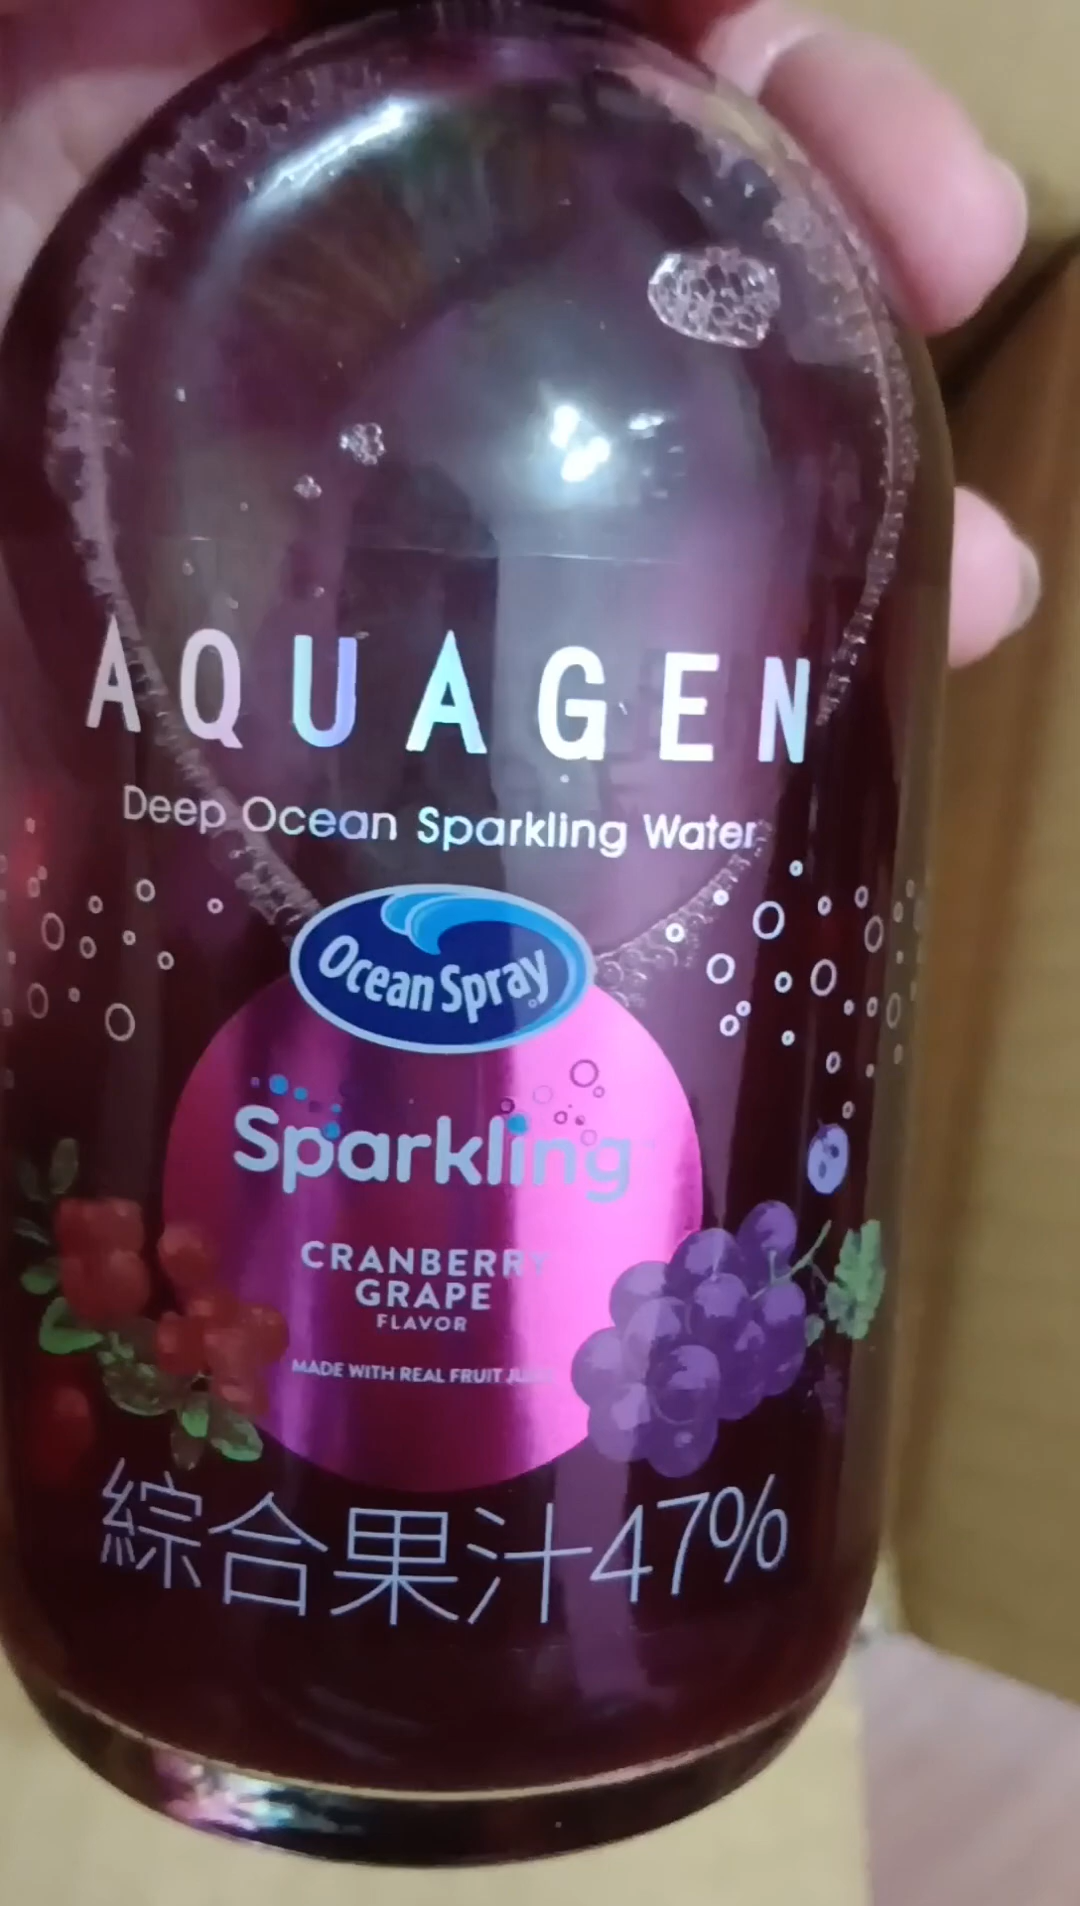 AQUAGEN
Deep Ocean Sparkling Water
Ocean Spray
Sparkling
CRANBERRY
GRAPE
FLAVOR
MADE WITH REAL FRUIT JUICE
綜合果汁47%